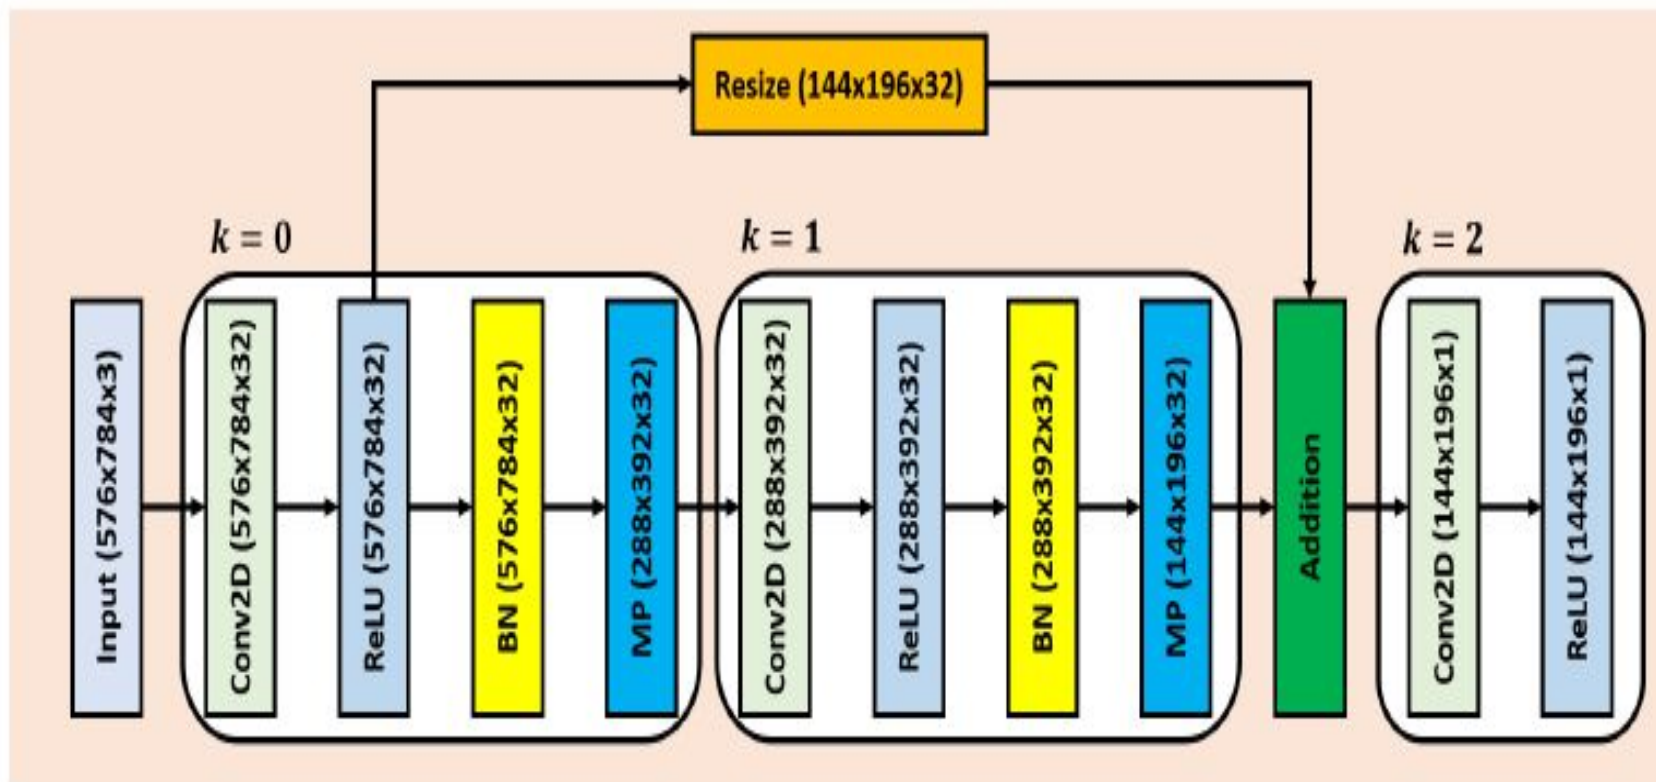 Resize (144x196x32)
k = 0
k = 1
k = 2
Input (576x784x3)
Conv2D (576x784x32)
ReLU (576x784x32)
BN (576x784x32)
MP (288x392x32)
Conv2D (288x392x32)
ReLU (288x392x32)
BN (288x392x32)
MP (144x196x32)
Addition
Conv2D (144x196x1)
ReLU (144x196x1)